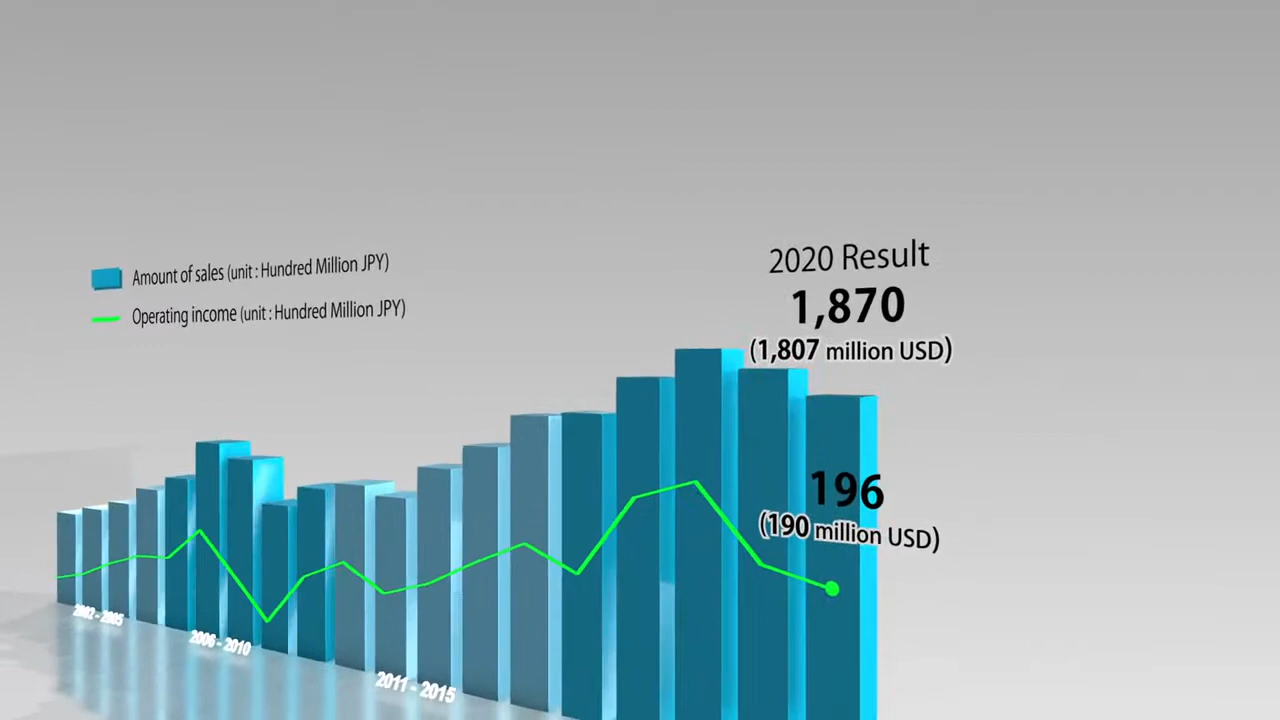 2020 Result
1,870
(1,807 million USD)
Amount of sales (unit : Hundred Million JPY)
Operating income (unit : Hundred Million JPY)
196
(190 million USD)
2002 - 2005
2006 - 2010
2011 - 2015